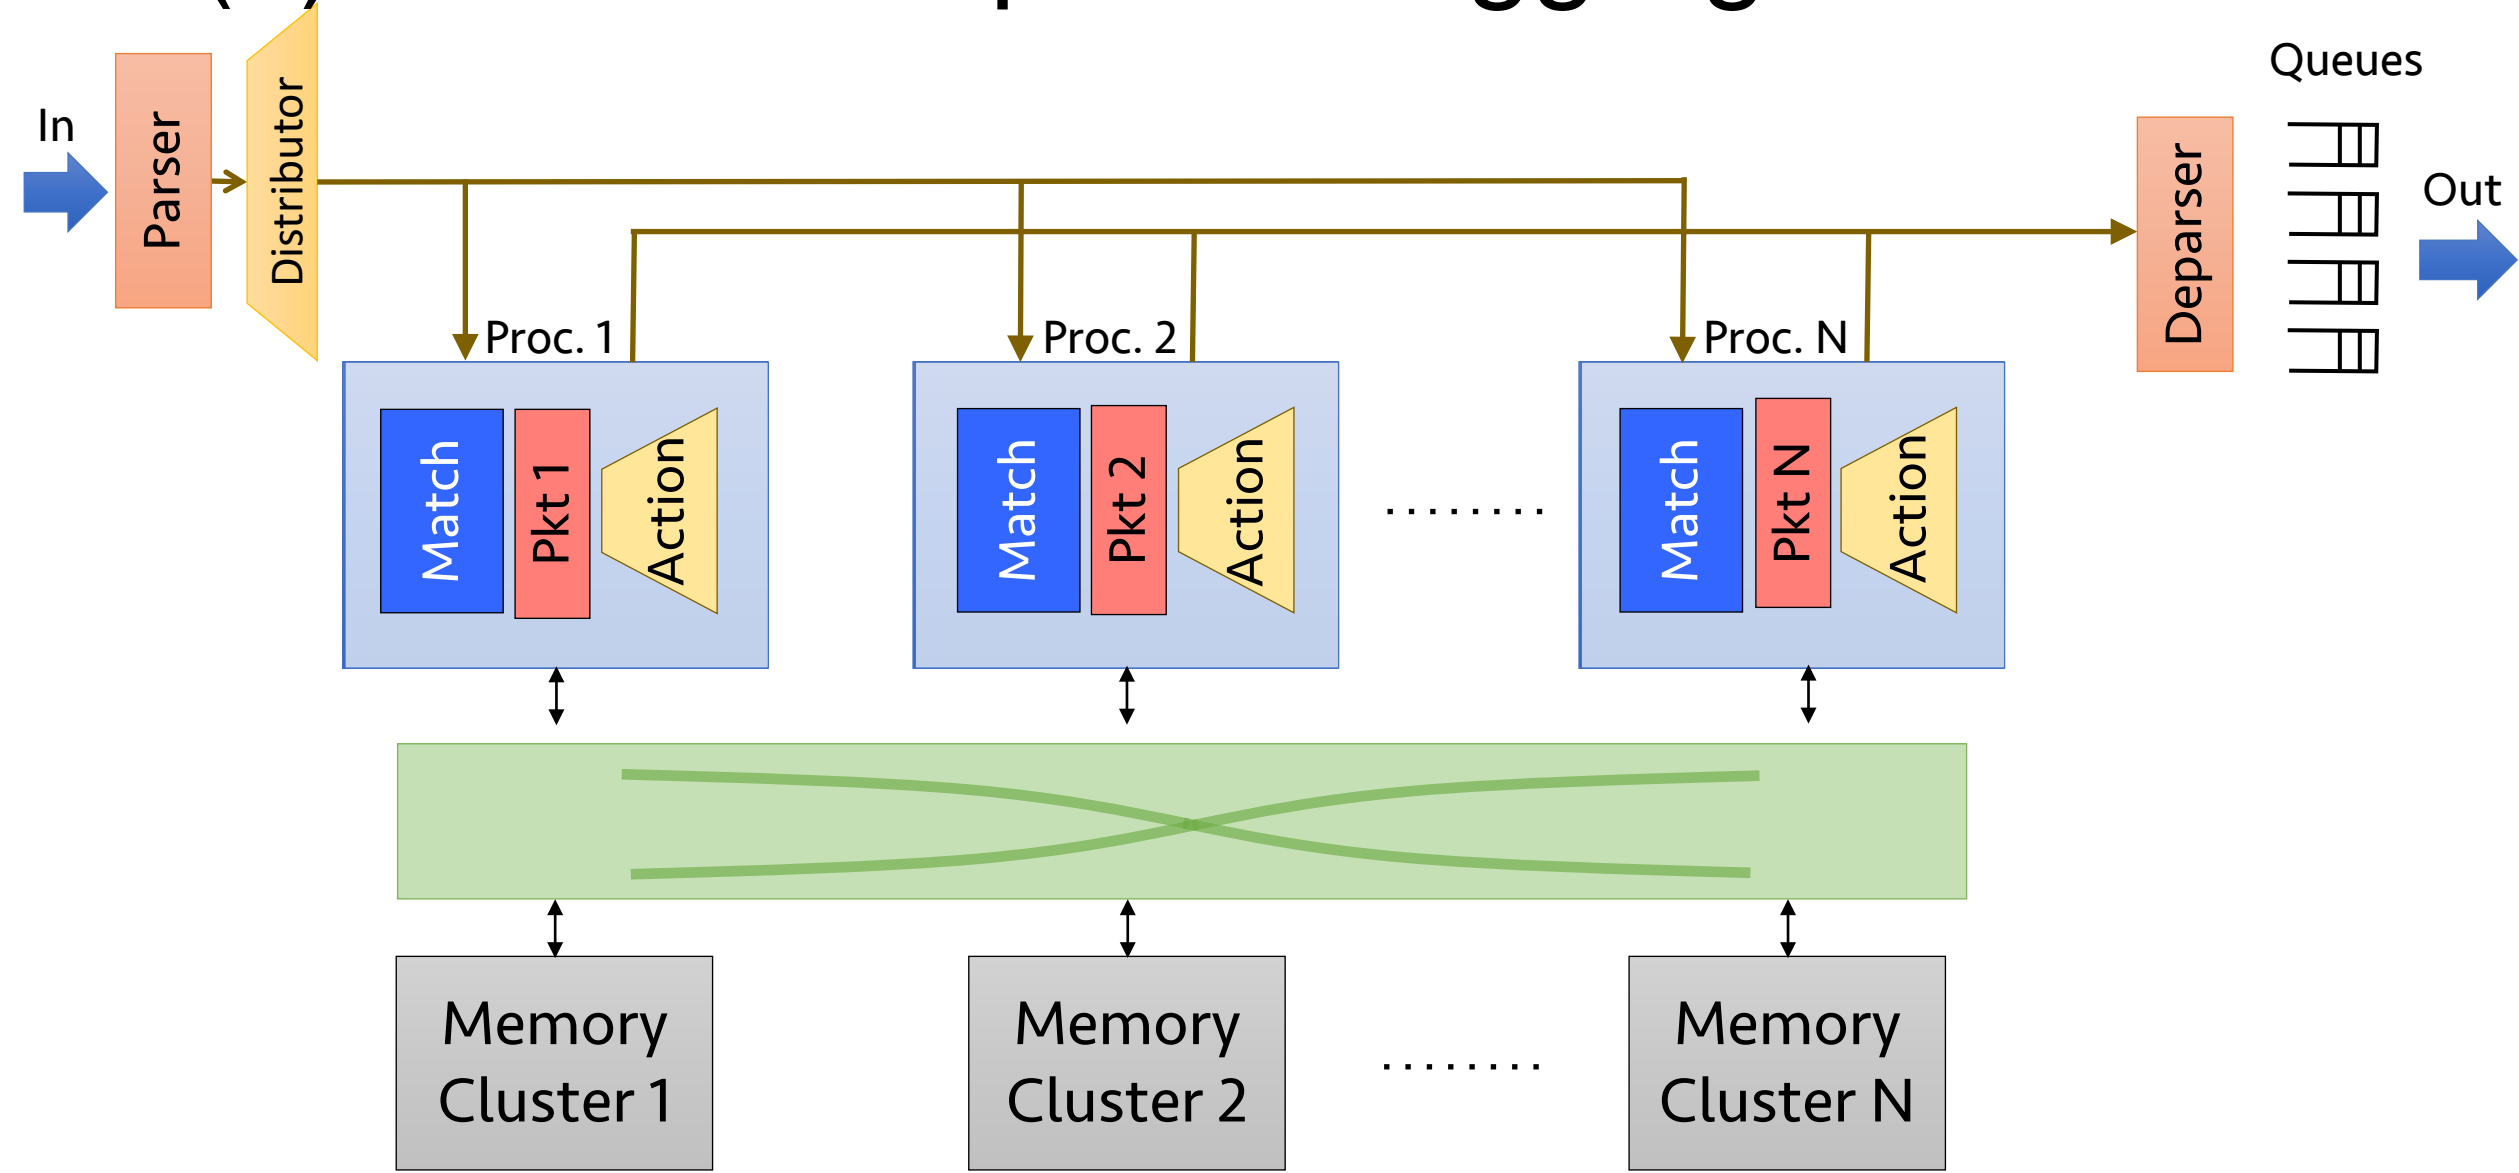 Queues
In
Out
Parser
Distributor
Deparser
Proc. 1
Proc. 2
Proc. N
Match
Pkt 1
Action
Match
Pkt 2
Action
........
Match
Pkt N
Action
Memory
Cluster 1
Memory
Cluster 2
........
Memory
Cluster N